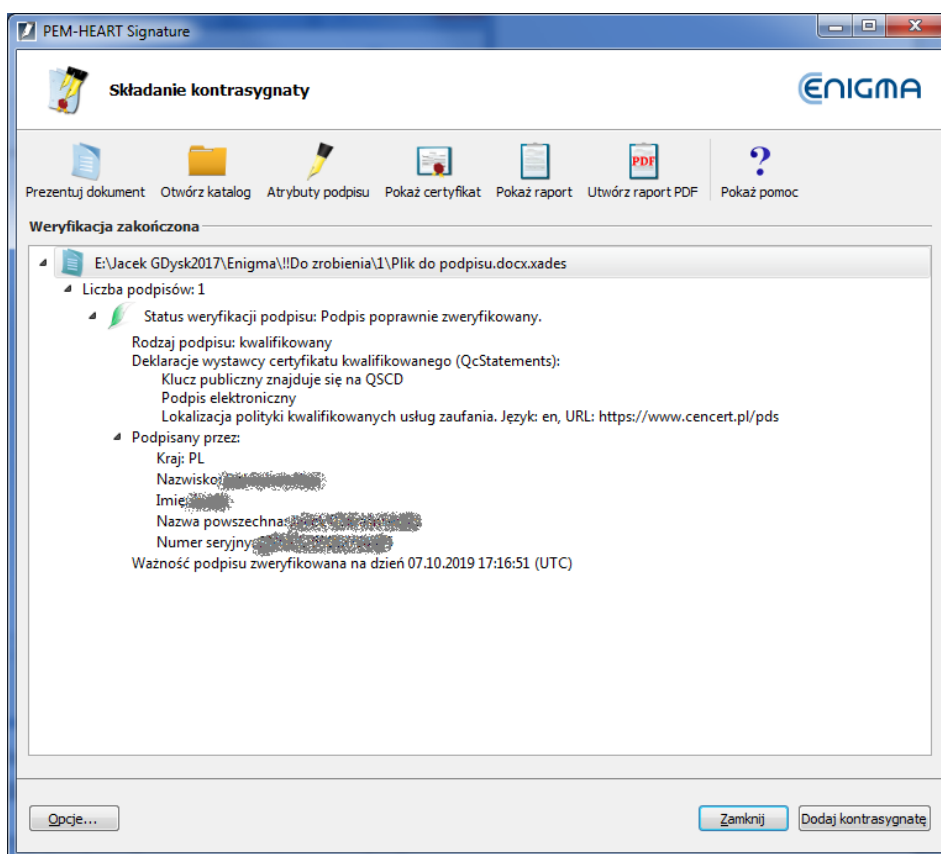 PEM-HEART Signature
Składanie kontrasygnaty
ENIGMA
Prezentuj dokument Otwórz katalog Atrybuty podpisu Pokaż certyfikat Pokaż raport Utwórz raport PDF Pokaż pomoc
Weryfikacja zakończona
E:\Jacek GDysk2017\Enigma\!!Do zrobienia\1\Plik do podpisu.docx.xades
Liczba podpisów: 1
Status weryfikacji podpisu: Podpis poprawnie zweryfikowany.
Rodzaj podpisu: kwalifikowany
Deklaracje wystawcy certyfikatu kwalifikowanego (QcStatements):
Klucz publiczny znajduje się na QSCD
Podpis elektroniczny
Lokalizacja polityki kwalifikowanych usług zaufania. Język: en, URL: https://www.cencert.pl/pds
Podpisany przez:
Kraj: PL
Nazwisko:
Imię:
Nazwa powszechna:
Numer seryjny:
Ważność podpisu zweryfikowana na dzień 07.10.2019 17:16:51 (UTC)
Opcje... Zamknij Dodaj kontrasygnatę